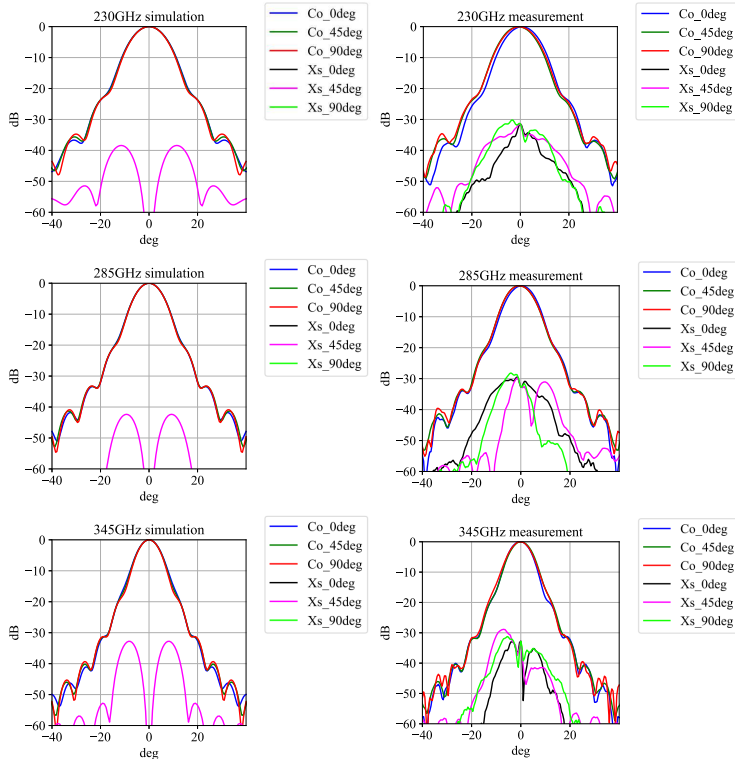 230GHz simulation
0
−10
−20
−30
−40
−50
−60
dB
−40
−20
0
20
deg
Co_0deg
Co_45deg
Co_90deg
Xs_0deg
Xs_45deg
Xs_90deg
230GHz measurement
0
−10
−20
−30
−40
−50
−60
dB
−40
−20
0
20
deg
Co_0deg
Co_45deg
Co_90deg
Xs_0deg
Xs_45deg
Xs_90deg
285GHz simulation
0
−10
−20
−30
−40
−50
−60
dB
−40
−20
0
20
deg
Co_0deg
Co_45deg
Co_90deg
Xs_0deg
Xs_45deg
Xs_90deg
285GHz measurement
0
−10
−20
−30
−40
−50
−60
dB
−40
−20
0
20
deg
Co_0deg
Co_45deg
Co_90deg
Xs_0deg
Xs_45deg
Xs_90deg
345GHz simulation
0
−10
−20
−30
−40
−50
−60
dB
−40
−20
0
20
deg
Co_0deg
Co_45deg
Co_90deg
Xs_0deg
Xs_45deg
Xs_90deg
345GHz measurement
0
−10
−20
−30
−40
−50
−60
dB
−40
−20
0
20
deg
Co_0deg
Co_45deg
Co_90deg
Xs_0deg
Xs_45deg
Xs_90deg